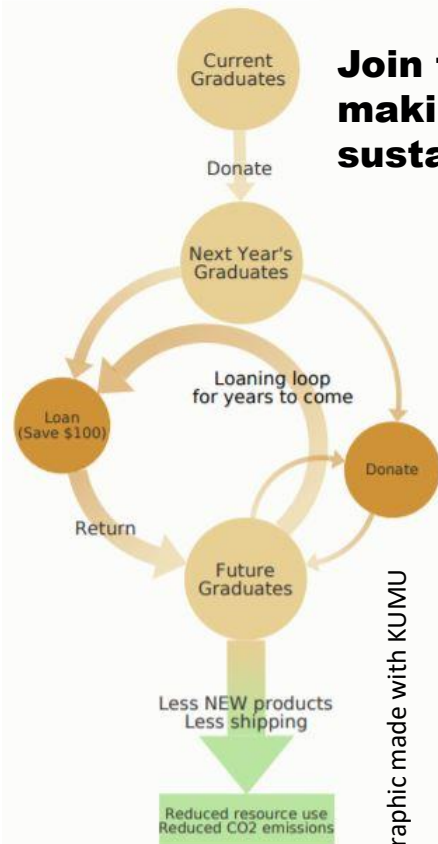 Current
Graduates
Join
maki
susta
Donate
Next Year's
Graduates
Loaning loop
for years to come
Loan
(Save $100)
Donate
Return
Future
Graduates
Less NEW products
Less shipping
Reduced resource use
Reduced CO2 emissions
raphic made with KUMU